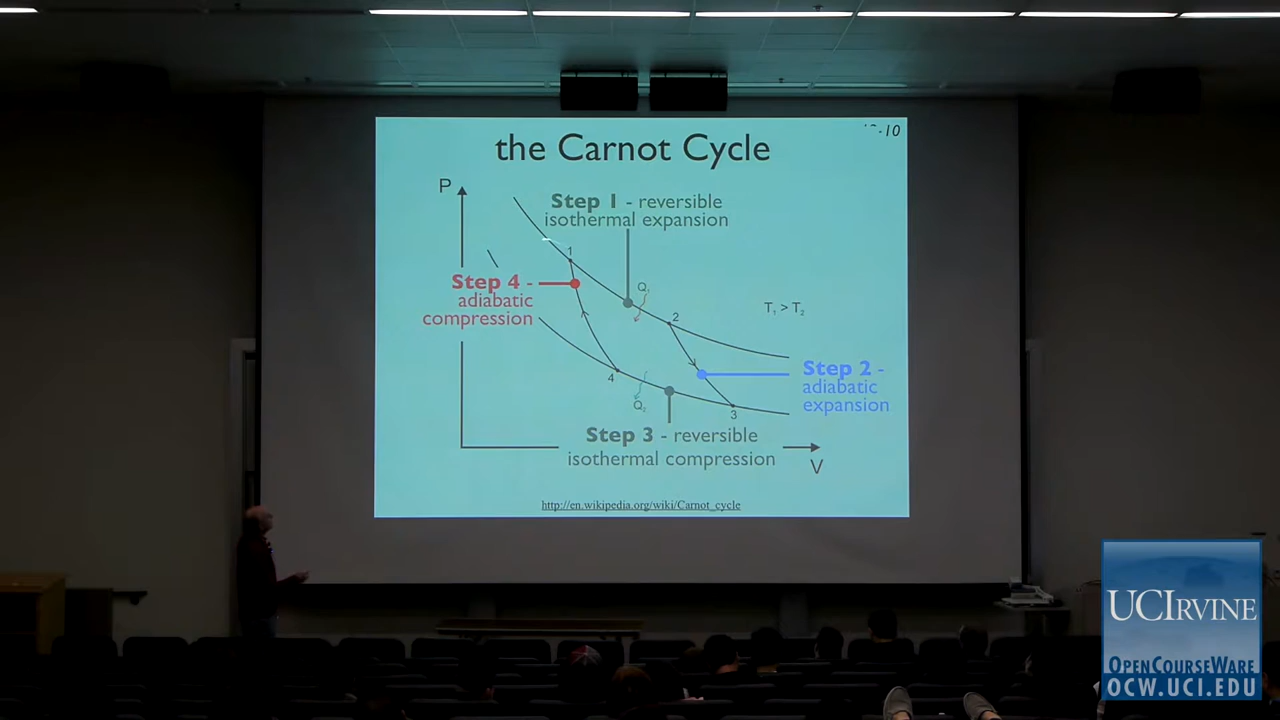 the Carnot Cycle
-10
P
Step 1 - reversible
isothermal expansion
1
Step 4 -
adiabatic
compression
Q₁
2
T₁ > T₂
Step 2 -
adiabatic
expansion
4
Q₂
3
Step 3 - reversible
isothermal compression
V
http://en.wikipedia.org/wiki/Carnot_cycle
UCIRVINE
OPENCOURSEWARE
OCW.UCI.EDU